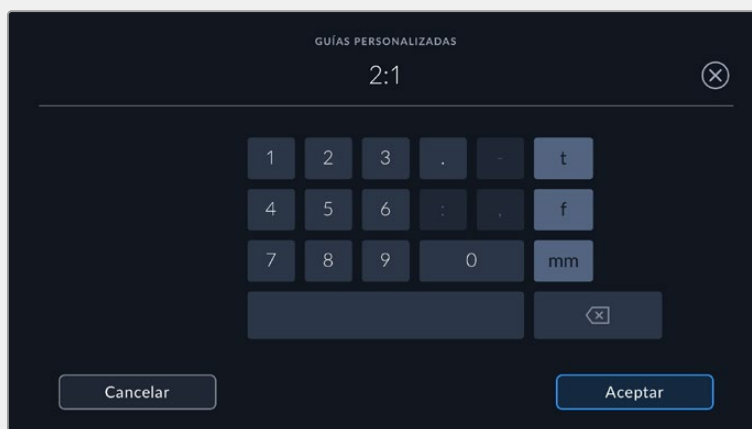 GUÍAS PERSONALIZADAS
2:1
1 2 3 . - t
4 5 6 : , f
7 8 9 0 mm
Cancelar Aceptar